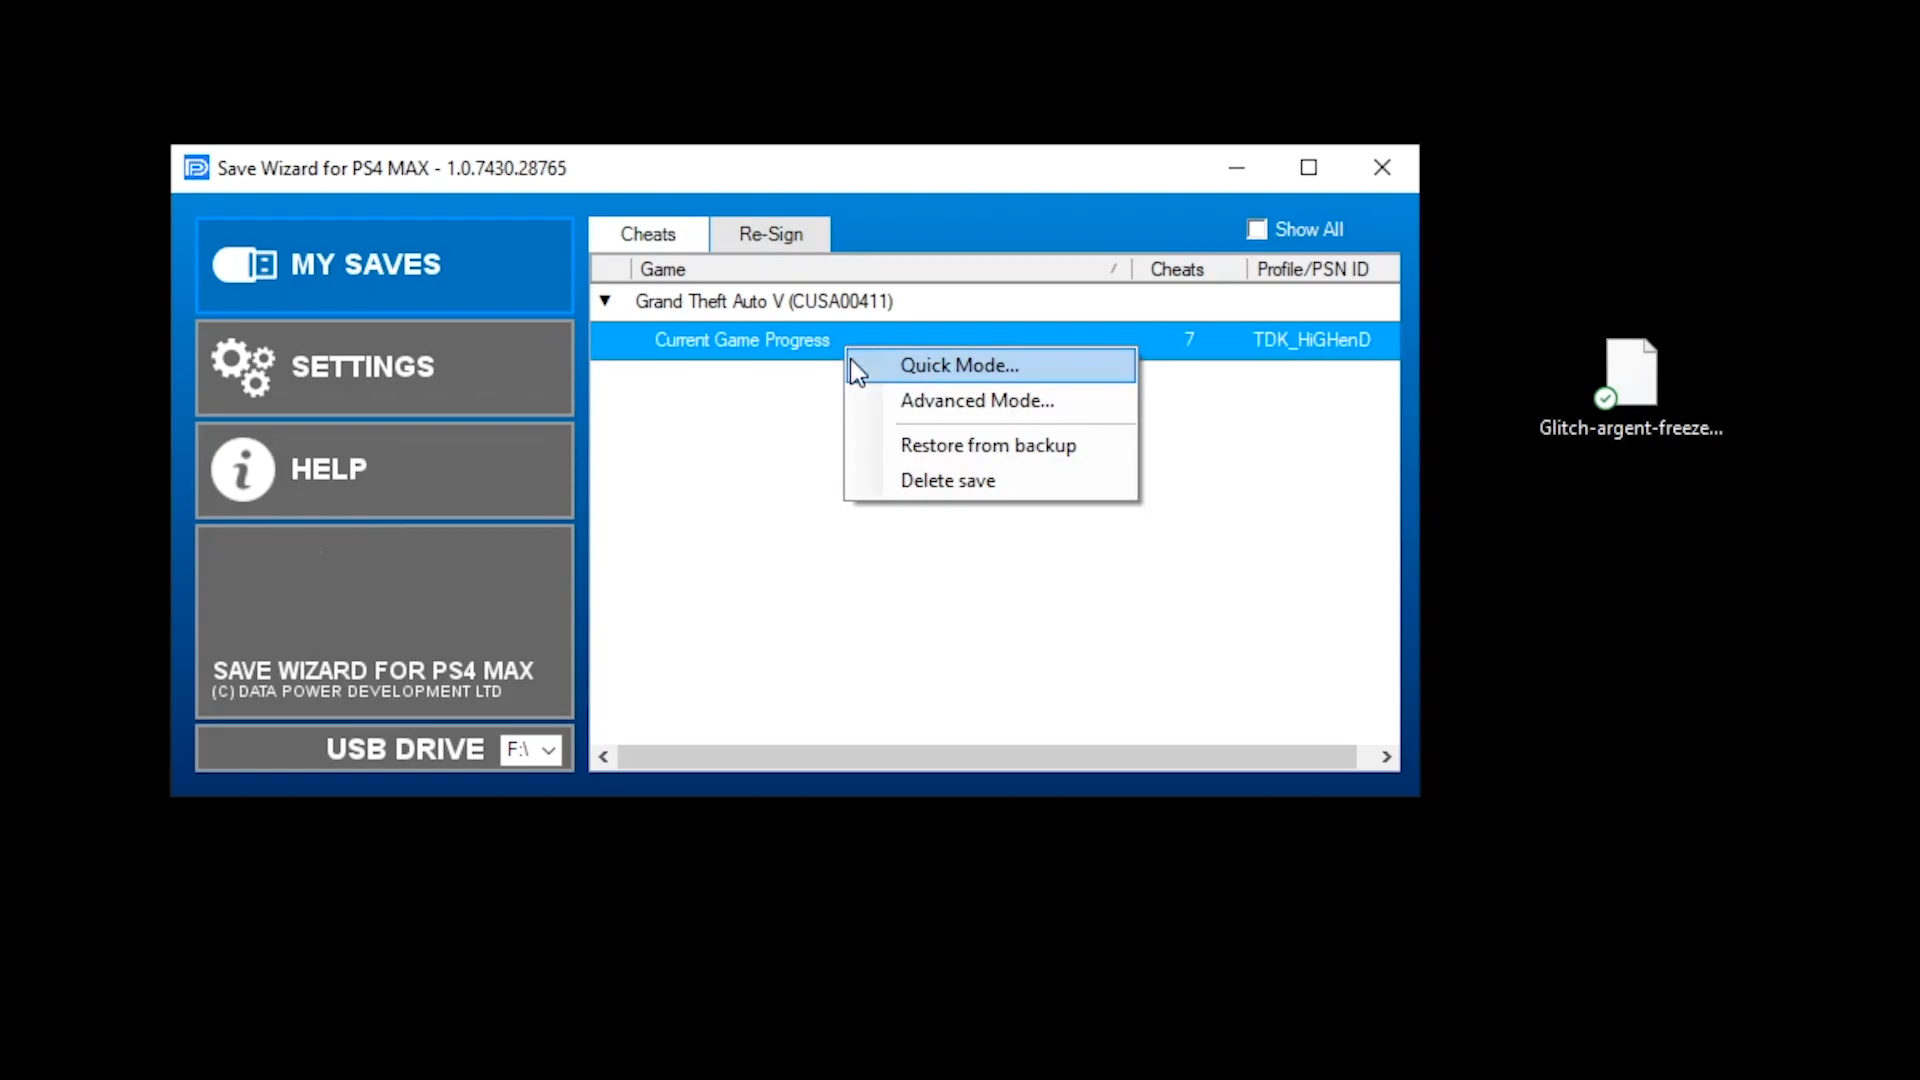 Save Wizard for PS4 MAX - 1.0.7430.28765
MY SAVES
SETTINGS
HELP
SAVE WIZARD FOR PS4 MAX
(C) DATA POWER DEVELOPMENT LTD
USB DRIVE F:\
Cheats Re-Sign Show All
Game Cheats Profile/PSN ID
Grand Theft Auto V (CUSA00411)
Current Game Progress 7 TDK_HiGHenD
Quick Mode...
Advanced Mode...
Restore from backup
Delete save
Glitch-argent-freeze...